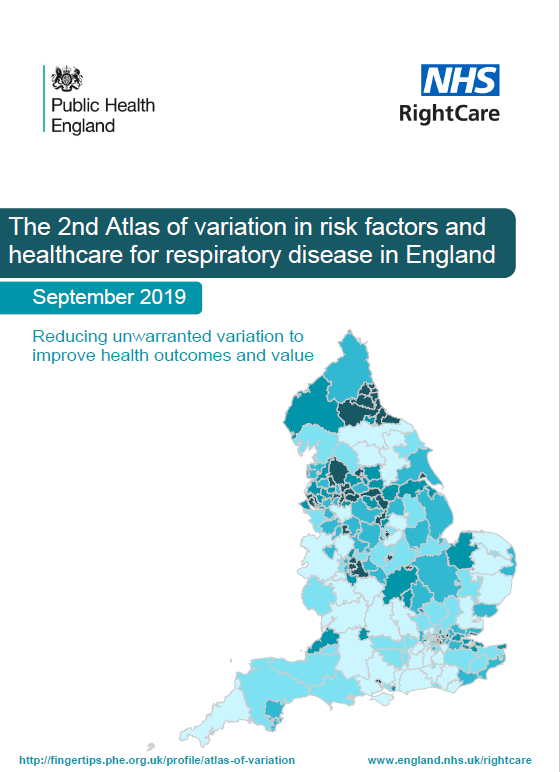 Public Health
England
NHS
RightCare
The 2nd Atlas of variation in risk factors and
healthcare for respiratory disease in England
September 2019
Reducing unwarranted variation to
improve health outcomes and value
http://fingertips.phe.org.uk/profile/atlas-of-variation
www.england.nhs.uk/rightcare